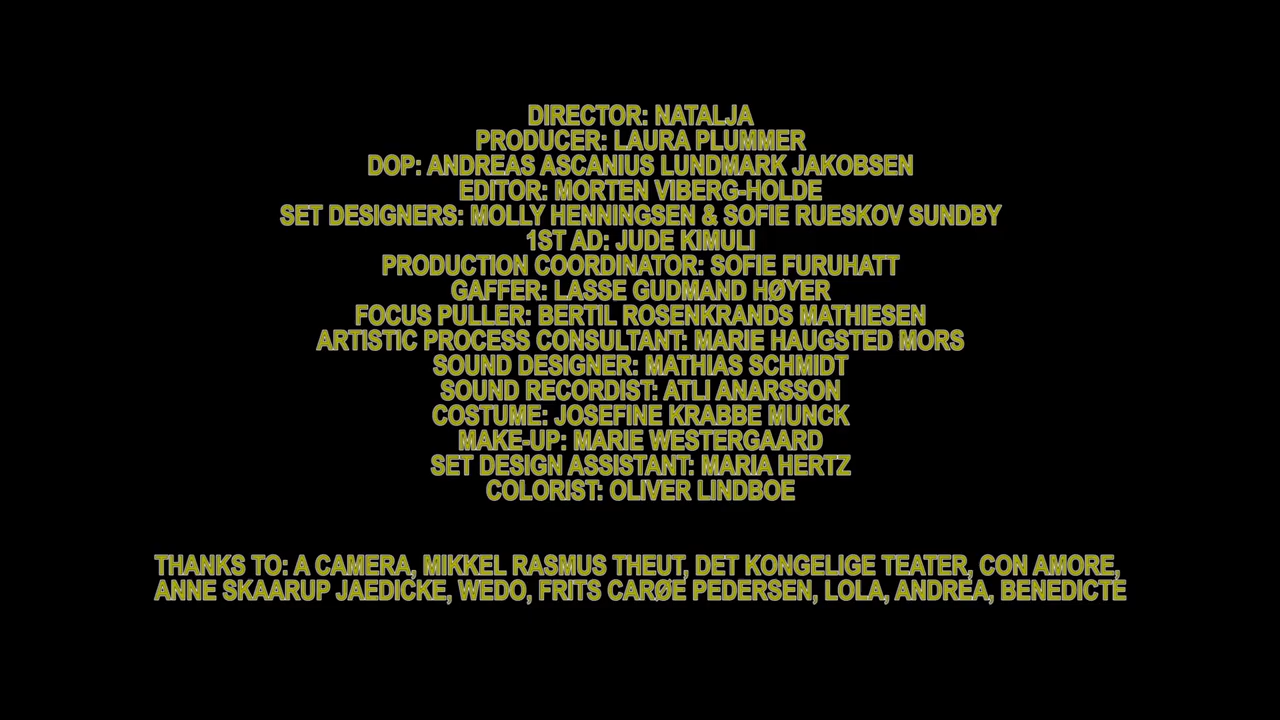 DIRECTOR: NATALJA
PRODUCER: LAURA PLUMMER
DOP: ANDREAS ASCANIUS LUNDMARK JAKOBSEN
EDITOR: MORTEN VIBERG-HOLDE
SET DESIGNERS: MOLLY HENNINGSEN & SOFIE RUESKOV SUNDBY
1ST AD: JUDE KIMULI
PRODUCTION COORDINATOR: SOFIE FURUHATT
GAFFER: LASSE GUDMAND HØYER
FOCUS PULLER: BERTIL ROSENKRANDS MATHIESEN
ARTISTIC PROCESS CONSULTANT: MARIE HAUGSTED MORS
SOUND DESIGNER: MATHIAS SCHMIDT
SOUND RECORDIST: ATLI ANARSSON
COSTUME: JOSEFINE KRABBE MUNCK
MAKE-UP: MARIE WESTERGAARD
SET DESIGN ASSISTANT: MARIA HERTZ
COLORIST: OLIVER LINDBOE
THANKS TO: A CAMERA, MIKKEL RASMUS THEUT, DET KONGELIGE TEATER, CON AMORE,
ANNE SKAARUP JAEDICKE, WEDO, FRITS CARØE PEDERSEN, LOLA, ANDREA, BENEDICTE